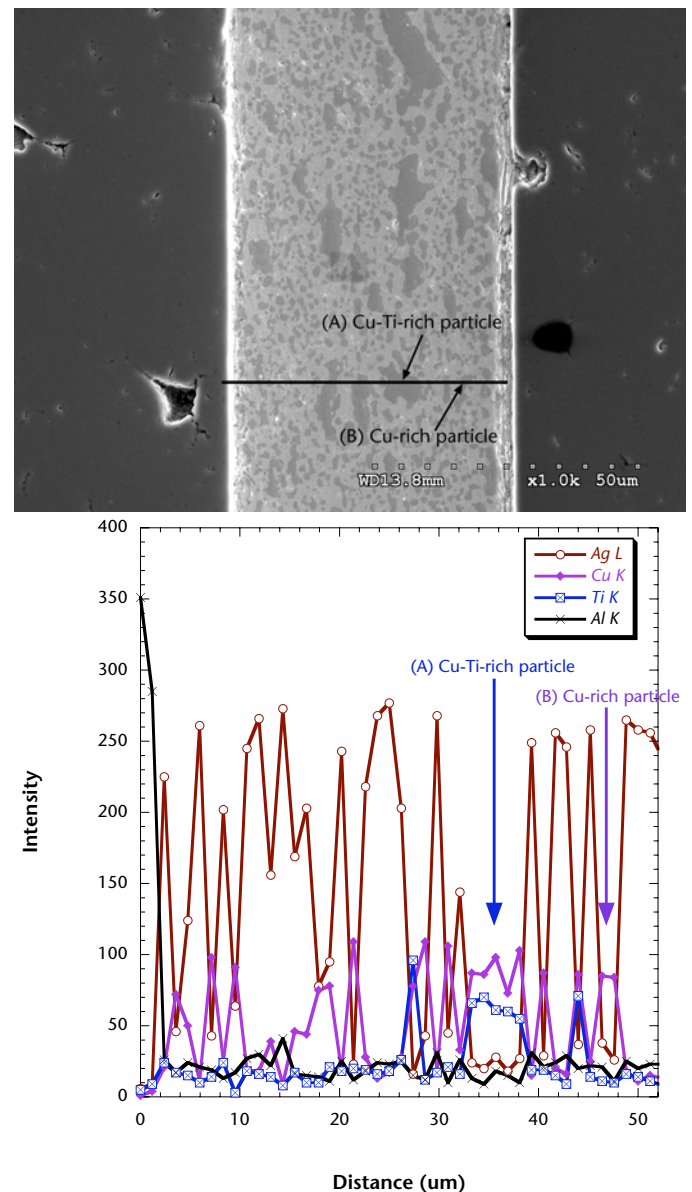 (A) Cu-Ti-rich particle
(B) Cu-rich particle
WD13.8mm x1.0k 50um
400
350
300
250
200
150
100
50
0
Intensity
Ag L
Cu K
Ti K
Al K
(A) Cu-Ti-rich particle
(B) Cu-rich particle
0 10 20 30 40 50
Distance (um)